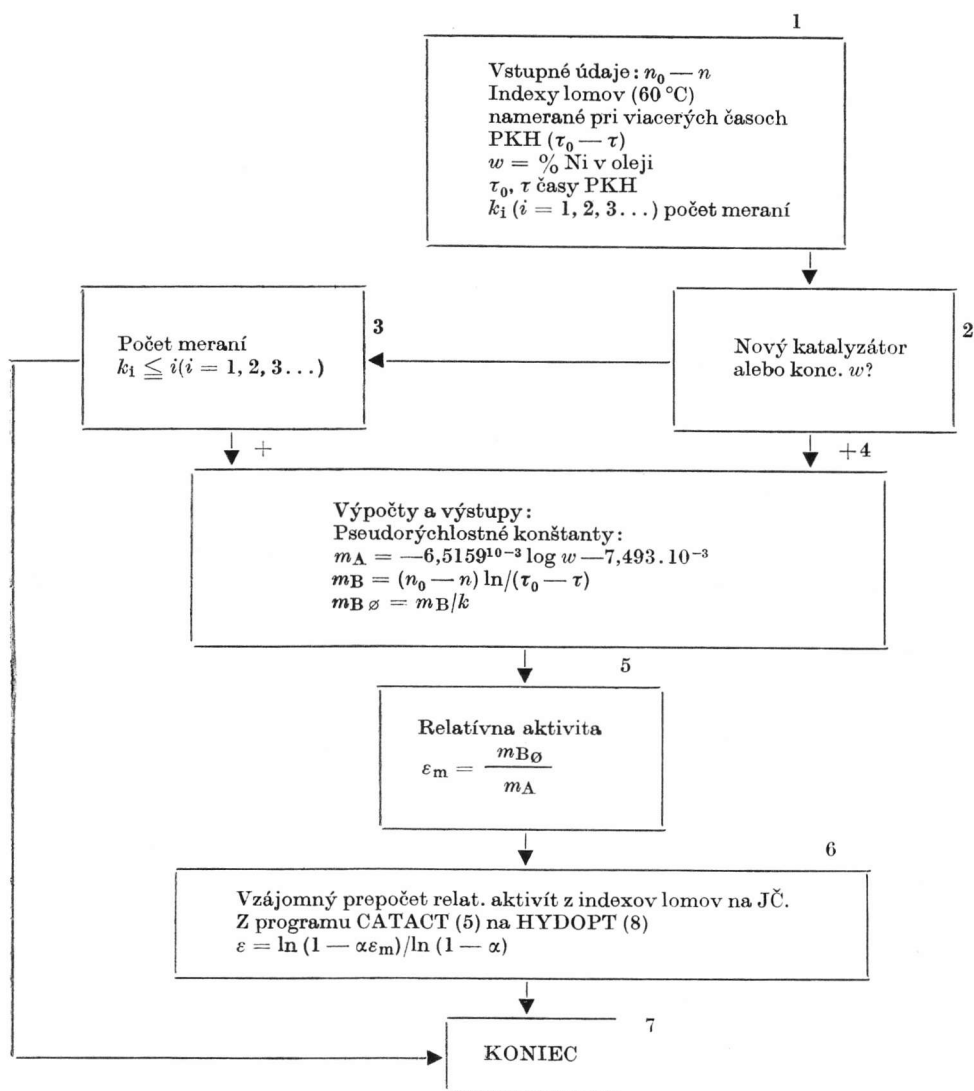 1
Vstupné údaje: n₀ — n
Indexy lomov (60 °C)
namerané pri viacerých časoch
PKH (τ₀ — τ)
w = % Ni v oleji
τ₀, τ časy PKH
kᵢ (i = 1, 2, 3...) počet meraní
3
Počet meraní
kᵢ ≦ i(i = 1, 2, 3...)
2
Nový katalyzátor
alebo konc. w?
+
+4
Výpočty a výstupy:
Pseudorýchlostné konštanty:
m_A = —6,5159¹⁰⁻³ log w —7,493.10⁻³
m_B = (n₀ — n) ln/(τ₀ — τ)
m_B ⌀ = m_B/k
5
Relatívna aktivita
ε_m = m_B⌀ / m_A
6
Vzájomný prepočet relat. aktivít z indexov lomov na JČ.
Z programu CATACT (5) na HYDOPT (8)
ε = ln (1 — αε_m)/ln (1 — α)
7
KONIEC